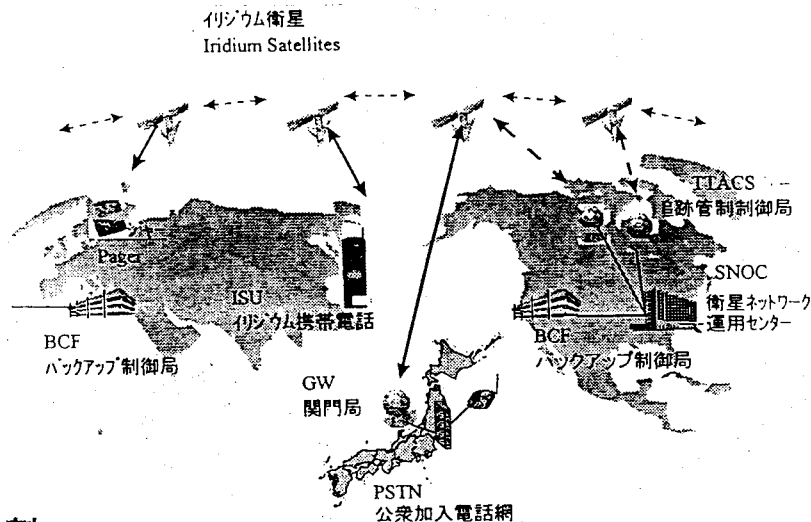 イリジウム衛星
Iridium Satellites
TTACS
追跡管制制御局
Pager
SNOC
衛星ネットワーク
運用センター
ISU
イリジウム携帯電話
BCF
バックアップ制御局
BCF
バックアップ制御局
GW
関門局
PSTN
公衆加入電話網